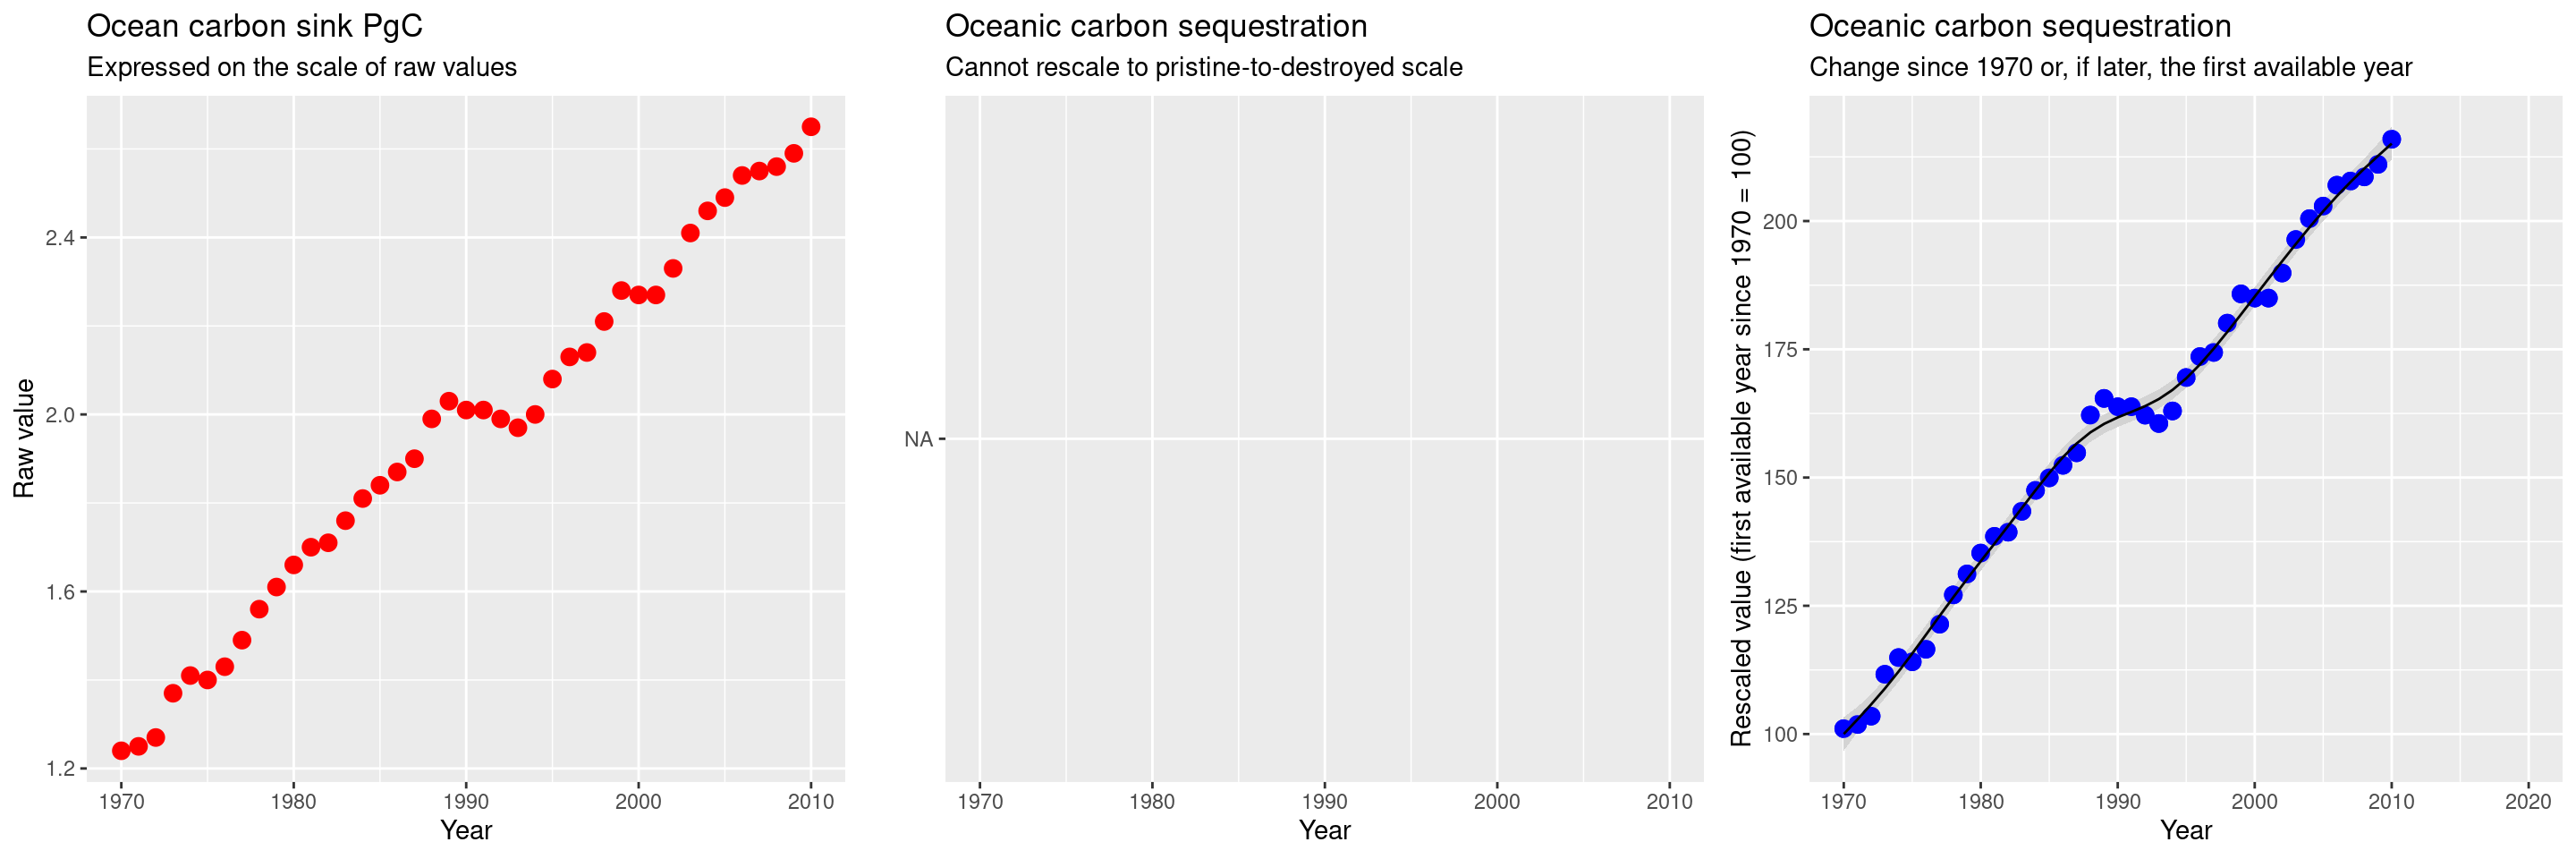 Ocean carbon sink PgC
Expressed on the scale of raw values
Raw value
2.4
2.0
1.6
1.2
1970 1980 1990 2000 2010
Year
Oceanic carbon sequestration
Cannot rescale to pristine-to-destroyed scale
NA
1970 1980 1990 2000 2010
Year
Oceanic carbon sequestration
Change since 1970 or, if later, the first available year
Rescaled value (first available year since 1970 = 100)
200
175
150
125
100
1970 1980 1990 2000 2010 2020
Year